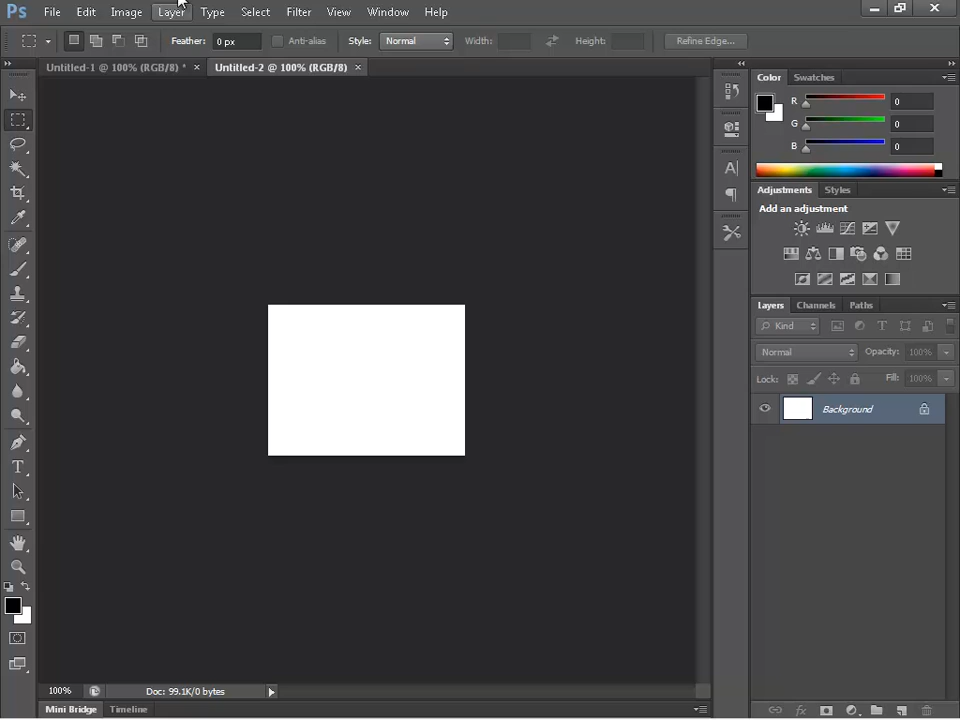 Ps File Edit Image Layer Type Select Filter View Window Help
Feather: 0 px Anti-alias Style: Normal Width: Height: Refine Edge...
Untitled-1 @ 100% (RGB/8) * × Untitled-2 @ 100% (RGB/8) ×
Color Swatches
R 0
G 0
B 0
Adjustments Styles
Add an adjustment
Layers Channels Paths
Kind
Normal Opacity: 100%
Lock: Fill: 100%
Background
100% Doc: 99.1K/0 bytes
Mini Bridge Timeline